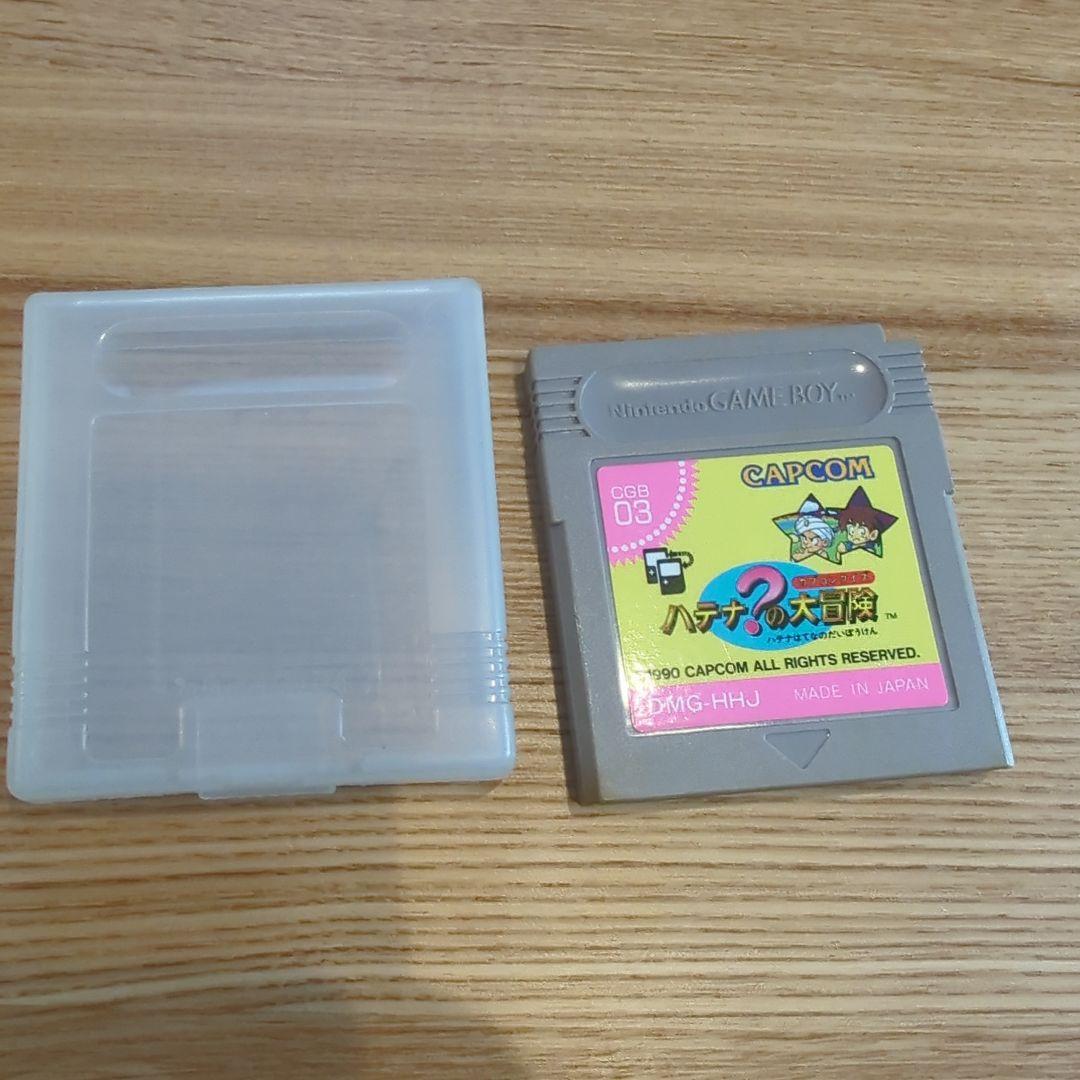 Nintendo GAME BOY TM
CAPCOM
CGB
03
カプコンクイズ
ハテナ?の大冒険 TM
ハテナはてなのだいぼうけん
©1990 CAPCOM ALL RIGHTS RESERVED.
DMG-HHJ MADE IN JAPAN